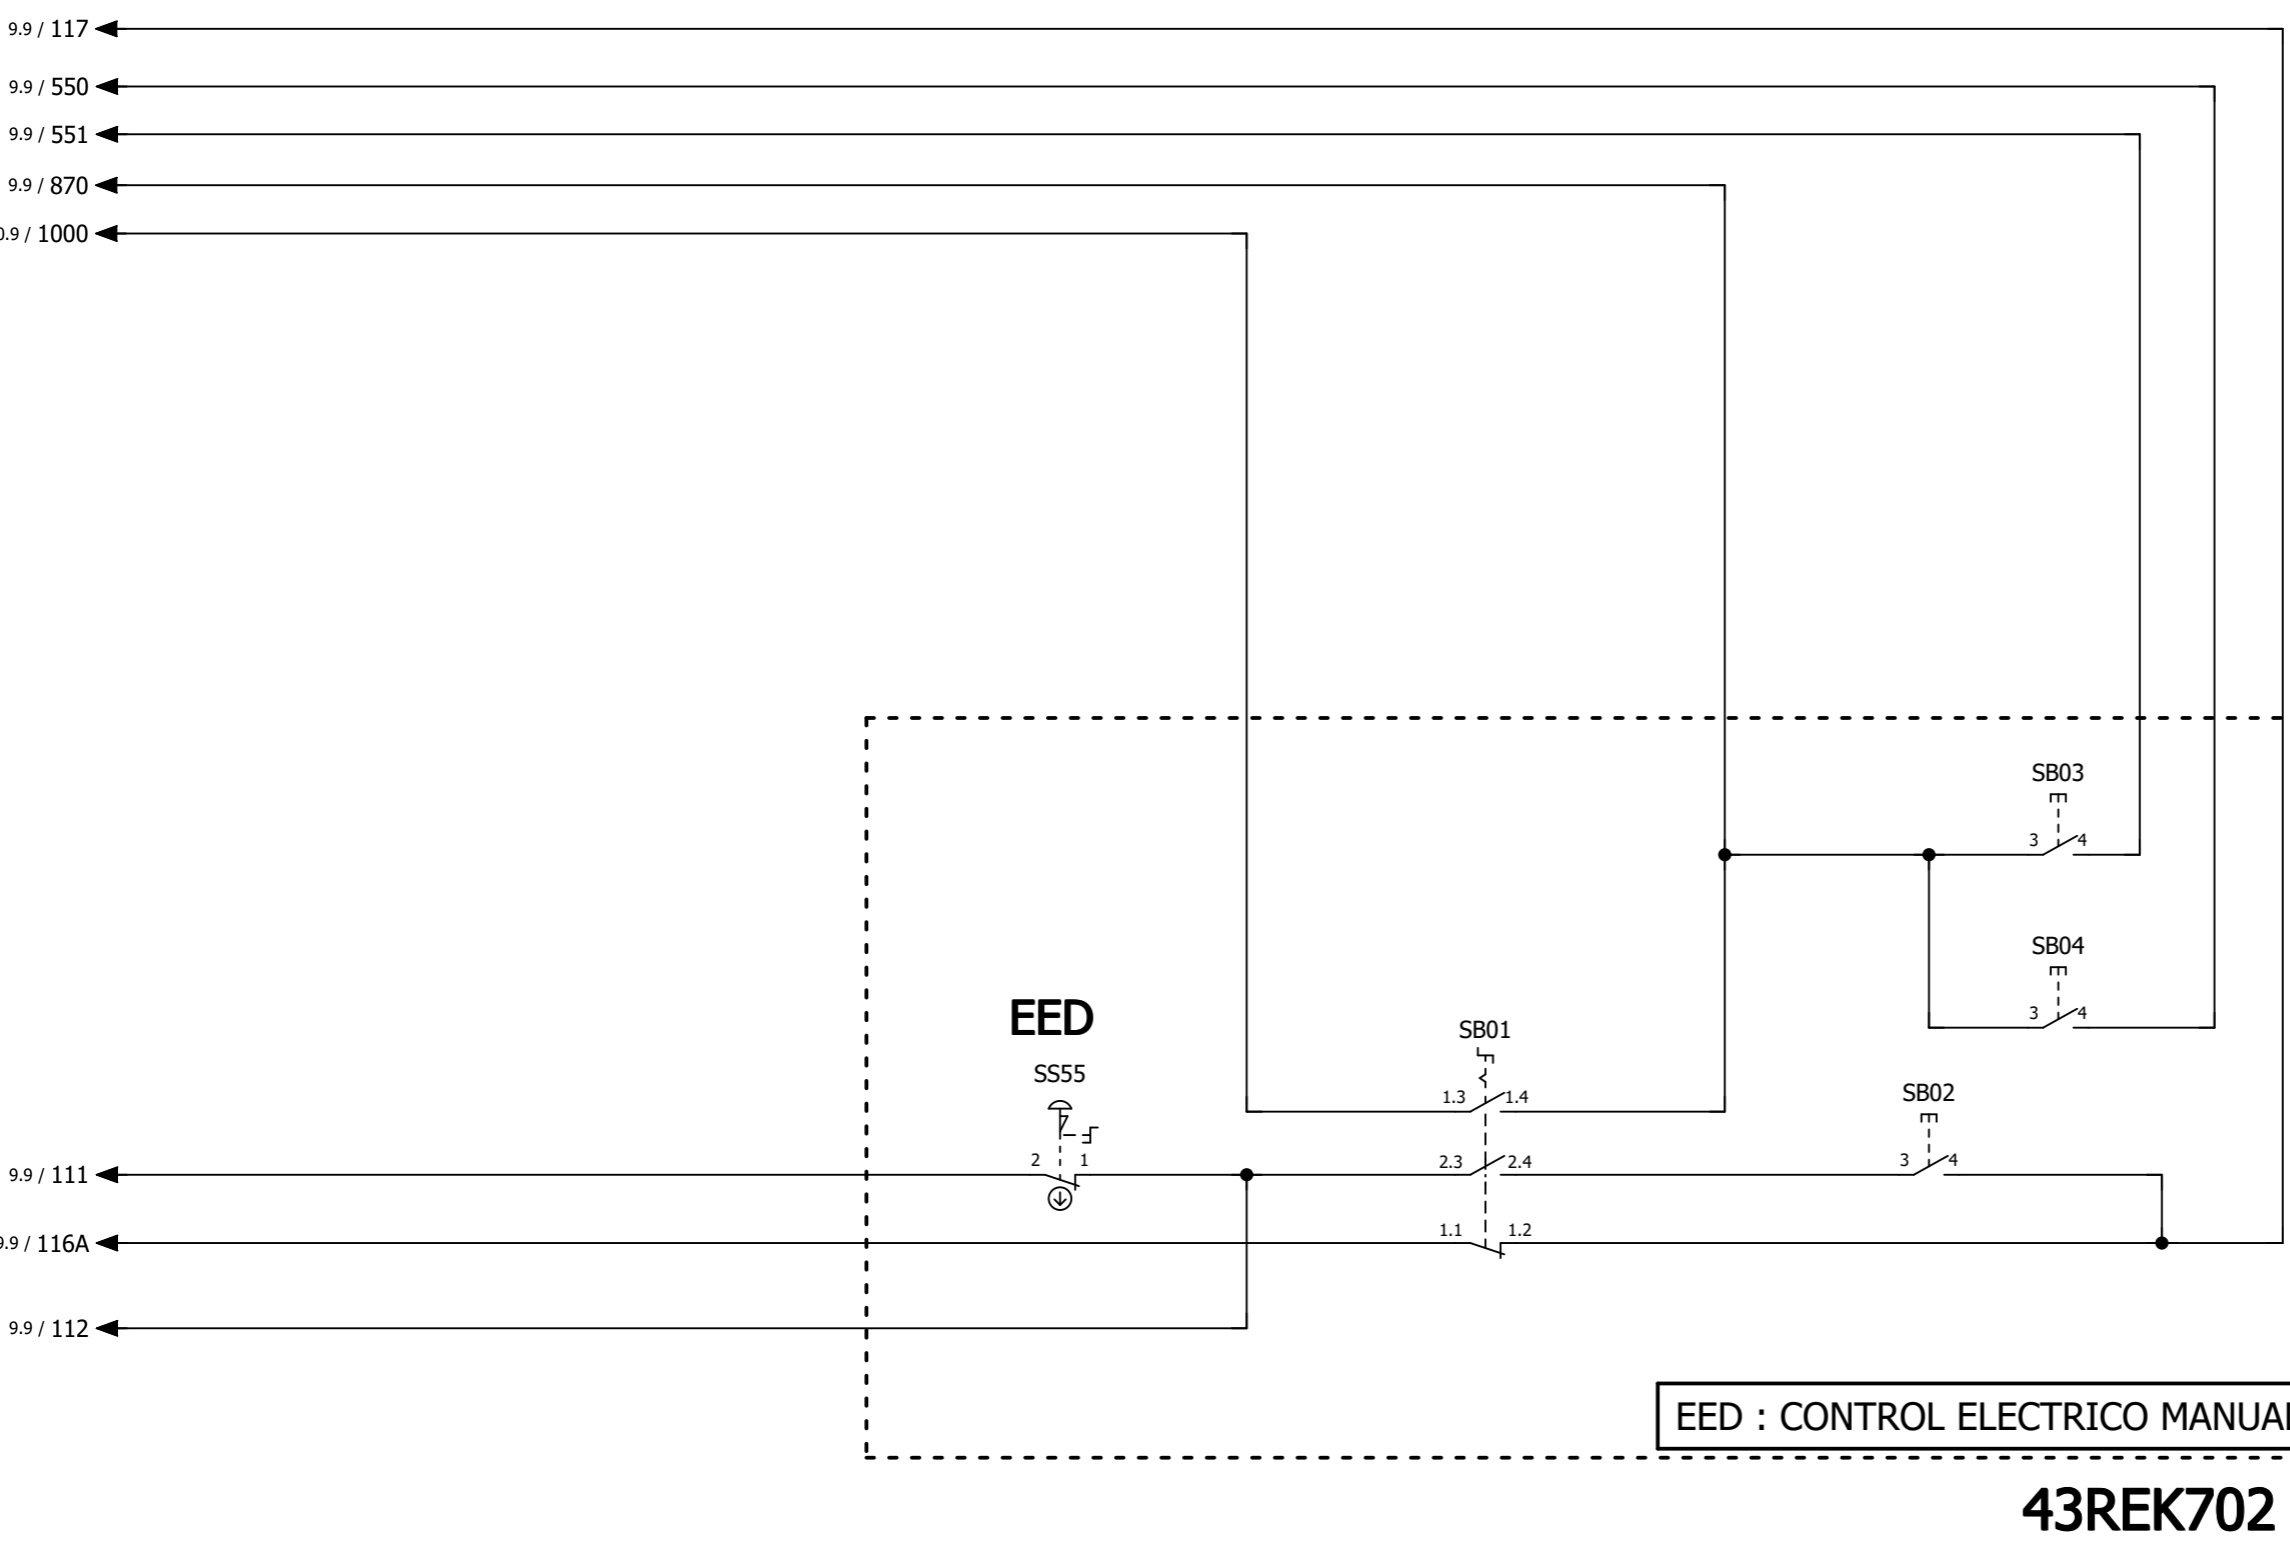 9.9 / 117
9.9 / 550
9.9 / 551
9.9 / 870
.9 / 1000
SB03
3 4
SB04
3 4
EED
SB01
SS55
1.3 1.4
SB02
2 1
2.3 2.4
3 4
9.9 / 111
1.1 1.2
9.9 / 116A
9.9 / 112
EED : CONTROL ELECTRICO MANUAL
43REK702